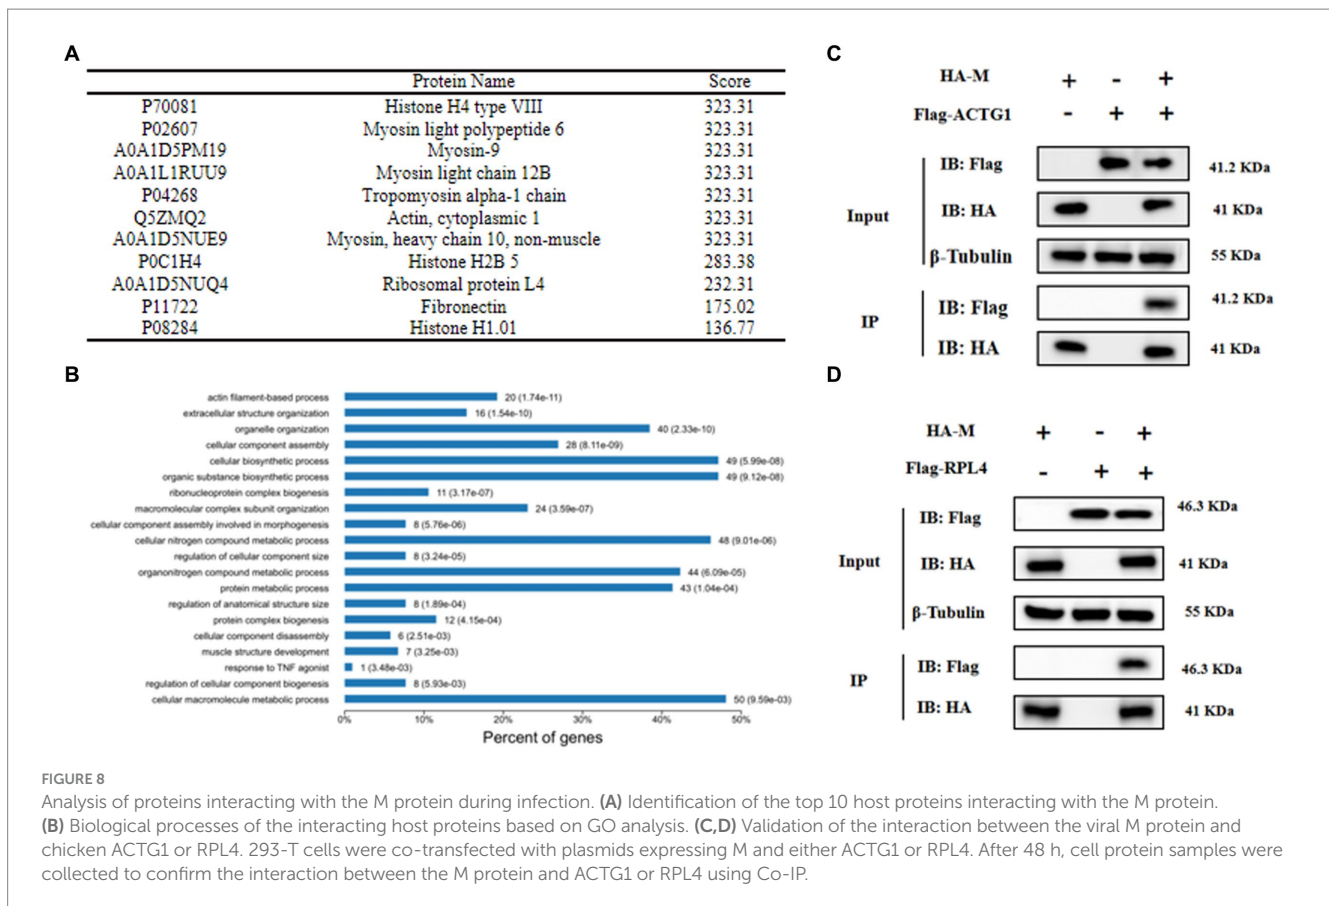 A
Protein Name Score
P70081 Histone H4 type VIII 323.31
P02607 Myosin light polypeptide 6 323.31
A0A1D5PM19 Myosin-9 323.31
A0A1L1RUU9 Myosin light chain 12B 323.31
P04268 Tropomyosin alpha-1 chain 323.31
Q5ZMQ2 Actin, cytoplasmic 1 323.31
A0A1D5NUE9 Myosin, heavy chain 10, non-muscle 323.31
P0C1H4 Histone H2B 5 283.38
A0A1D5NUQ4 Ribosomal protein L4 232.31
P11722 Fibronectin 175.02
P08284 Histone H1.01 136.77
B
actin filament-based process 20 (1.74e-11)
extracellular structure organization 16 (1.54e-10)
organelle organization 40 (2.33e-10)
cellular component assembly 28 (8.11e-09)
cellular biosynthetic process 49 (5.99e-08)
organic substance biosynthetic process 49 (9.12e-08)
ribonucleoprotein complex biogenesis 11 (3.17e-07)
macromolecular complex subunit organization 24 (3.59e-07)
cellular component assembly involved in morphogenesis 8 (5.76e-06)
cellular nitrogen compound metabolic process 48 (9.01e-06)
regulation of cellular component size 8 (3.24e-05)
organonitrogen compound metabolic process 44 (6.09e-05)
protein metabolic process 43 (1.04e-04)
regulation of anatomical structure size 8 (1.89e-04)
protein complex biogenesis 12 (4.15e-04)
cellular component disassembly 6 (2.51e-03)
muscle structure development 7 (3.25e-03)
response to TNF agonist 1 (3.48e-03)
regulation of cellular component biogenesis 8 (5.93e-03)
cellular macromolecule metabolic process 50 (9.59e-03)
0% 10% 20% 30% 40% 50%
Percent of genes
C
HA-M + - +
Flag-ACTG1 - + +
Input
IB: Flag 41.2 KDa
IB: HA 41 KDa
β-Tubulin 55 KDa
IP
IB: Flag 41.2 KDa
IB: HA 41 KDa
D
HA-M + - +
Flag-RPL4 - + +
Input
IB: Flag 46.3 KDa
IB: HA 41 KDa
β-Tubulin 55 KDa
IP
IB: Flag 46.3 KDa
IB: HA 41 KDa
FIGURE 8
Analysis of proteins interacting with the M protein during infection. (A) Identification of the top 10 host proteins interacting with the M protein.
(B) Biological processes of the interacting host proteins based on GO analysis. (C,D) Validation of the interaction between the viral M protein and
chicken ACTG1 or RPL4. 293-T cells were co-transfected with plasmids expressing M and either ACTG1 or RPL4. After 48 h, cell protein samples were
collected to confirm the interaction between the M protein and ACTG1 or RPL4 using Co-IP.